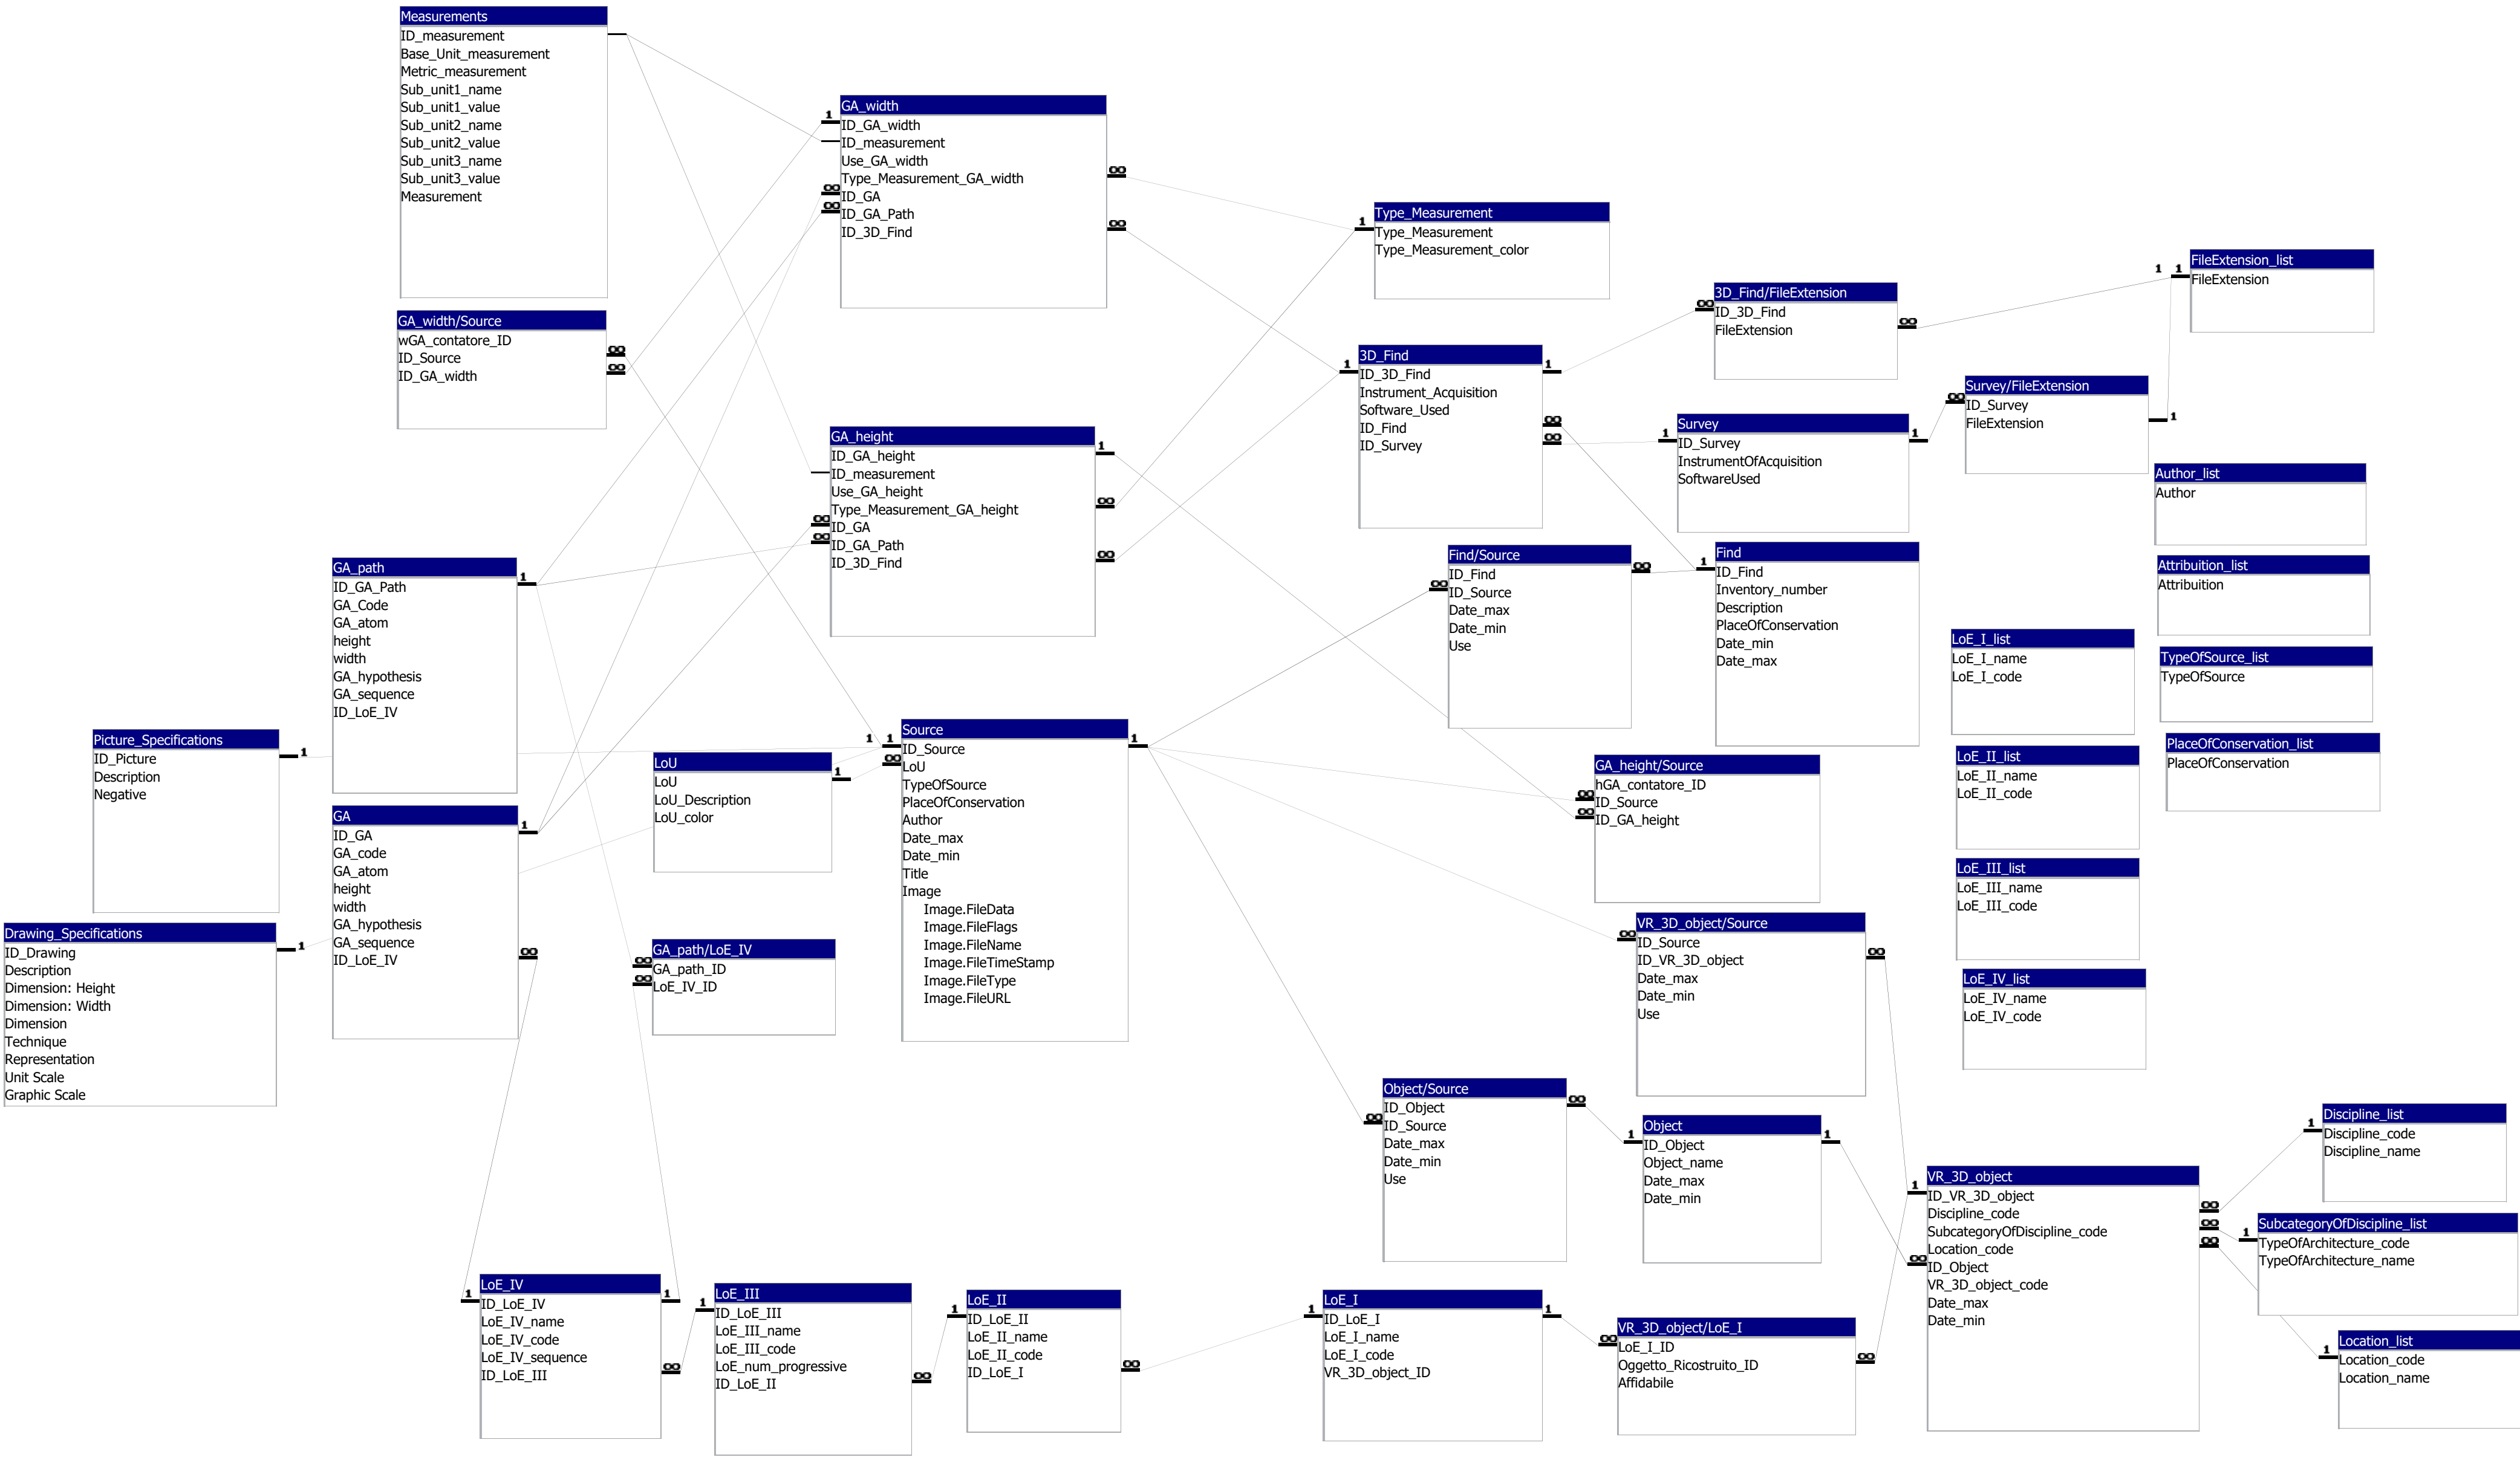 Measurements
ID_measurement
Base_Unit_measurement
Metric_measurement
Sub_unit1_name
Sub_unit1_value
Sub_unit2_name
Sub_unit2_value
Sub_unit3_name
Sub_unit3_value
Measurement
GA_width/Source
wGA_contatore_ID
ID_Source
ID_GA_width
GA_width
ID_GA_width
ID_measurement
Use_GA_width
Type_Measurement_GA_width
ID_GA
ID_GA_Path
ID_3D_Find
GA_height
ID_GA_height
ID_measurement
Use_GA_height
Type_Measurement_GA_height
ID_GA
ID_GA_Path
ID_3D_Find
Type_Measurement
Type_Measurement
Type_Measurement_color
3D_Find
ID_3D_Find
Instrument_Acquisition
Software_Used
ID_Find
ID_Survey
3D_Find/FileExtension
ID_3D_Find
FileExtension
FileExtension_list
FileExtension
Survey
ID_Survey
InstrumentOfAcquisition
SoftwareUsed
Survey/FileExtension
ID_Survey
FileExtension
Author_list
Author
Attribuition_list
Attribuition
TypeOfSource_list
TypeOfSource
PlaceOfConservation_list
PlaceOfConservation
Find/Source
ID_Find
ID_Source
Date_max
Date_min
Use
Find
ID_Find
Inventory_number
Description
PlaceOfConservation
Date_min
Date_max
LoE_I_list
LoE_I_name
LoE_I_code
LoE_II_list
LoE_II_name
LoE_II_code
LoE_III_list
LoE_III_name
LoE_III_code
LoE_IV_list
LoE_IV_name
LoE_IV_code
GA_path
ID_GA_Path
GA_Code
GA_atom
height
width
GA_hypothesis
GA_sequence
ID_LoE_IV
Picture_Specifications
ID_Picture
Description
Negative
GA
ID_GA
GA_code
GA_atom
height
width
GA_hypothesis
GA_sequence
ID_LoE_IV
Drawing_Specifications
ID_Drawing
Description
Dimension: Height
Dimension: Width
Dimension
Technique
Representation
Unit Scale
Graphic Scale
LoU
LoU
LoU_Description
LoU_color
GA_path/LoE_IV
GA_path_ID
LoE_IV_ID
Source
ID_Source
LoU
TypeOfSource
PlaceOfConservation
Author
Date_max
Date_min
Title
Image
Image.FileData
Image.FileFlags
Image.FileName
Image.FileTimeStamp
Image.FileType
Image.FileURL
GA_height/Source
hGA_contatore_ID
ID_Source
ID_GA_height
VR_3D_object/Source
ID_Source
ID_VR_3D_object
Date_max
Date_min
Use
Object/Source
ID_Object
ID_Source
Date_max
Date_min
Use
Object
ID_Object
Object_name
Date_max
Date_min
VR_3D_object
ID_VR_3D_object
Discipline_code
SubcategoryOfDiscipline_code
Location_code
ID_Object
VR_3D_object_code
Date_max
Date_min
Discipline_list
Discipline_code
Discipline_name
SubcategoryOfDiscipline_list
TypeOfArchitecture_code
TypeOfArchitecture_name
Location_list
Location_code
Location_name
LoE_IV
ID_LoE_IV
LoE_IV_name
LoE_IV_code
LoE_IV_sequence
ID_LoE_III
LoE_III
ID_LoE_III
LoE_III_name
LoE_III_code
LoE_num_progressive
ID_LoE_II
LoE_II
ID_LoE_II
LoE_II_name
LoE_II_code
ID_LoE_I
LoE_I
ID_LoE_I
LoE_I_name
LoE_I_code
VR_3D_object_ID
VR_3D_object/LoE_I
LoE_I_ID
Oggetto_Ricostruito_ID
Affidabile